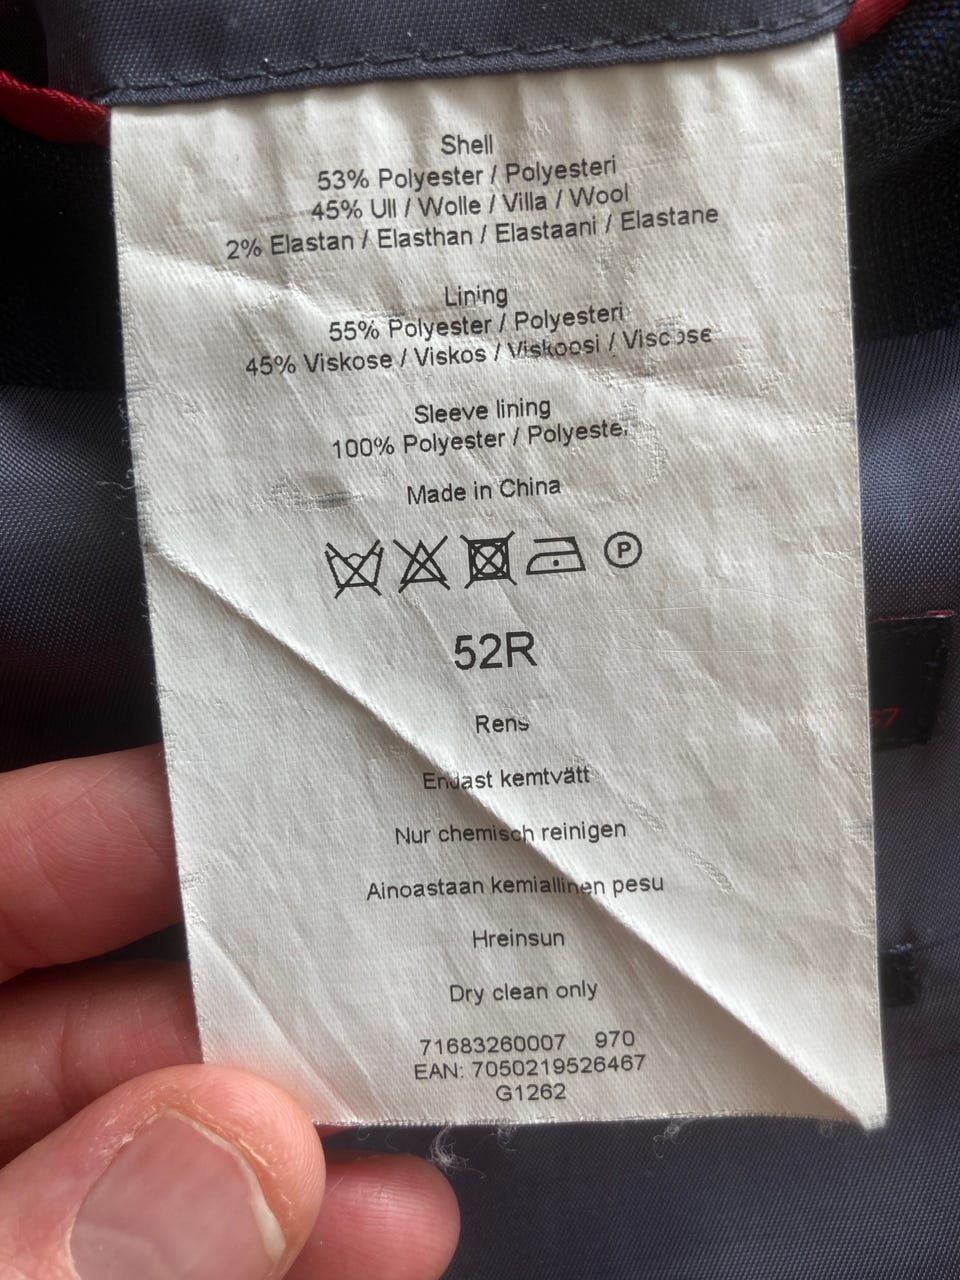 Shell
53% Polyester / Polyesteri
45% Ull / Wolle / Villa / Wool
2% Elastan / Elasthan / Elastaani / Elastane
Lining
55% Polyester / Polyesteri
45% Viskose / Viskos / Viskoosi / Viscose
Sleeve lining
100% Polyester / Polyester
Made in China
P
52R
Rens
Endast kemtvätt
Nur chemisch reinigen
Ainoastaan kemiallinen pesu
Hreinsun
Dry clean only
71683260007 970
EAN: 7050219526467
G1262